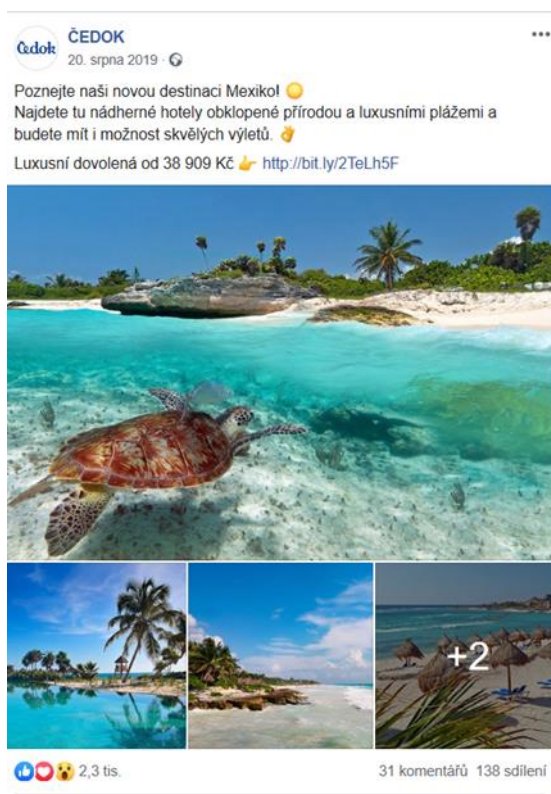 Čedok
ČEDOK
20. srpna 2019 ·
Poznejte naši novou destinaci Mexiko!
Najdete tu nádherné hotely obklopené přírodou a luxusními plážemi a
budete mít i možnost skvělých výletů.
Luxusní dovolená od 38 909 Kč 👉 http://bit.ly/2TeLh5F
+2
2,3 tis.
31 komentářů 138 sdílení